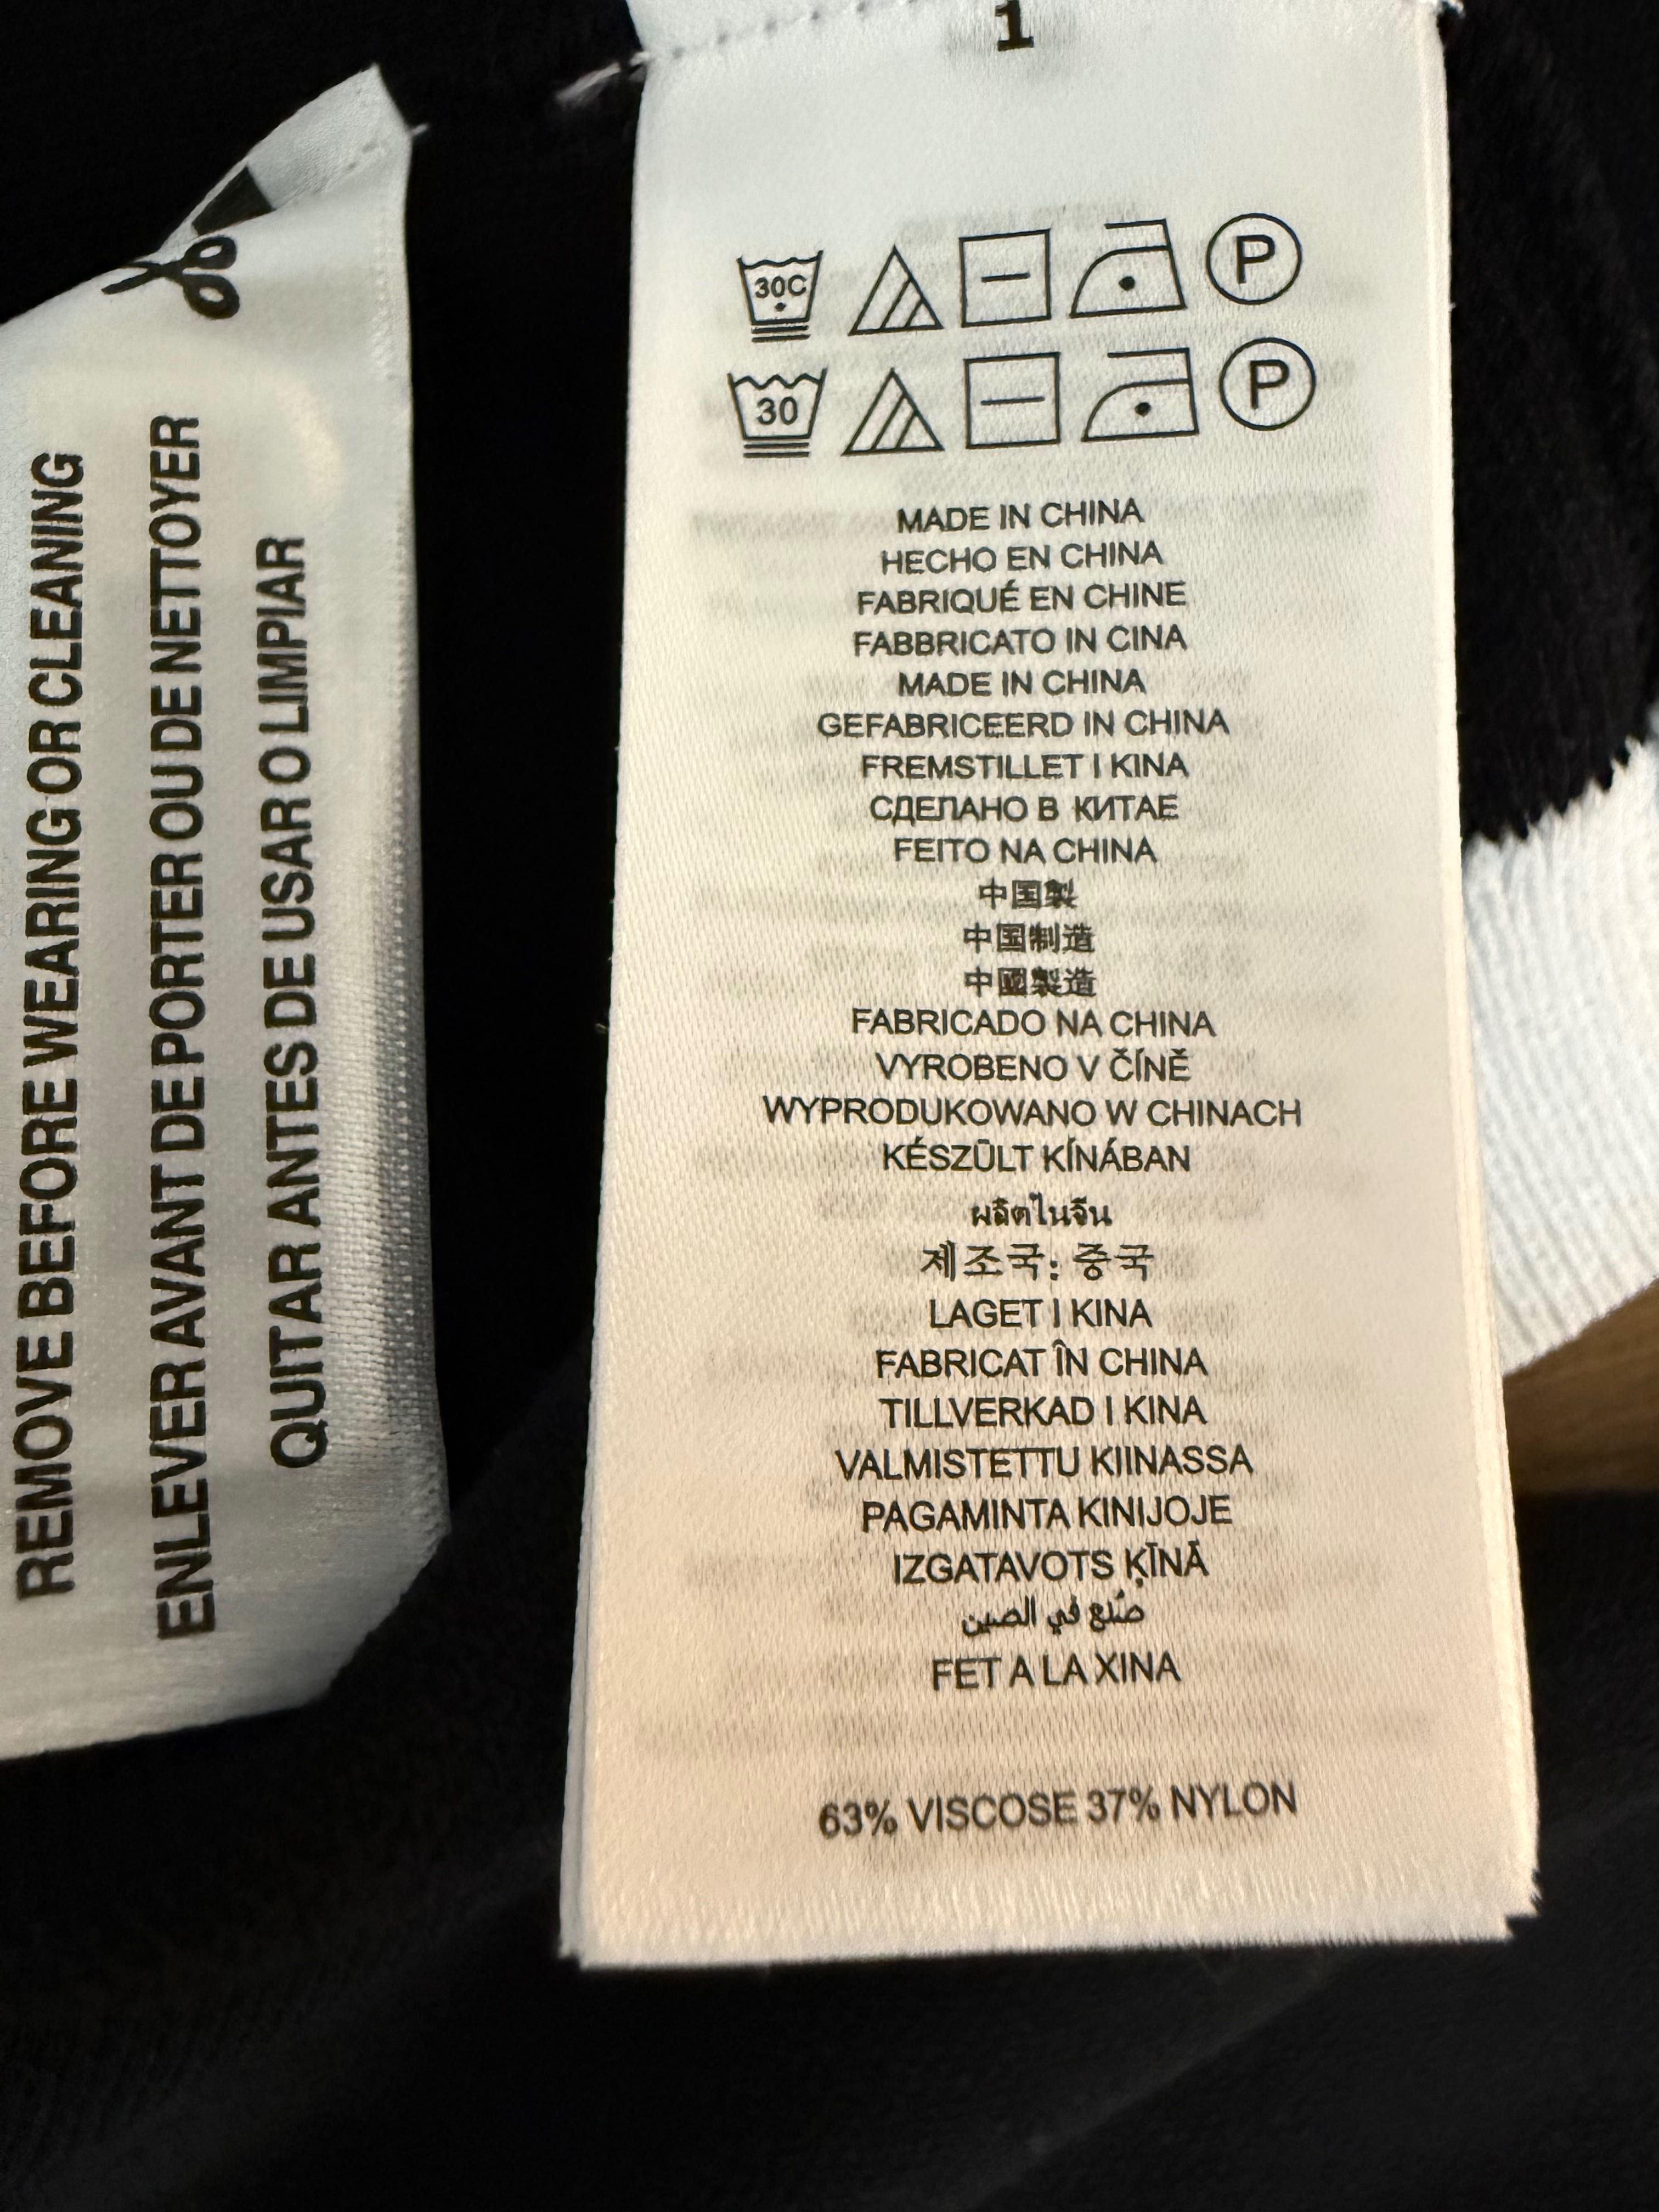 REMOVE BEFORE WEARING OR CLEANING
ENLEVER AVANT DE PORTER OU DE NETTOYER
QUITAR ANTES DE USAR O LIMPIAR
1
30C P
30 P
MADE IN CHINA
HECHO EN CHINA
FABRIQUÉ EN CHINE
FABBRICATO IN CINA
MADE IN CHINA
GEFABRICEERD IN CHINA
FREMSTILLET I KINA
СДЕЛАНО В КИТАЕ
FEITO NA CHINA
中国製
中国制造
中國製造
FABRICADO NA CHINA
VYROBENO V ČÍNĚ
WYPRODUKOWANO W CHINACH
KÉSZÜLT KÍNÁBAN
ผลิตในจีน
제조국: 중국
LAGET I KINA
FABRICAT ÎN CHINA
TILLVERKAD I KINA
VALMISTETTU KIINASSA
PAGAMINTA KINIJOJE
IZGATAVOTS ĶĪNĀ
صُنع في الصين
FET A LA XINA
63% VISCOSE 37% NYLON